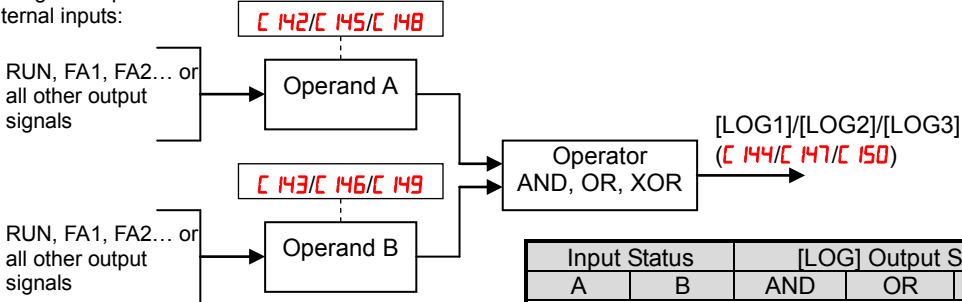 ternal inputs:
C 142/C 145/C 148
RUN, FA1, FA2... or
all other output
signals
Operand A
[LOG1]/[LOG2]/[LOG3]
(C 144/C 147/C 150)
Operator
AND, OR, XOR
C 143/C 146/C 149
RUN, FA1, FA2... or
all other output
signals
Operand B
Input Status
[LOG] Output S
A
B
AND
OR